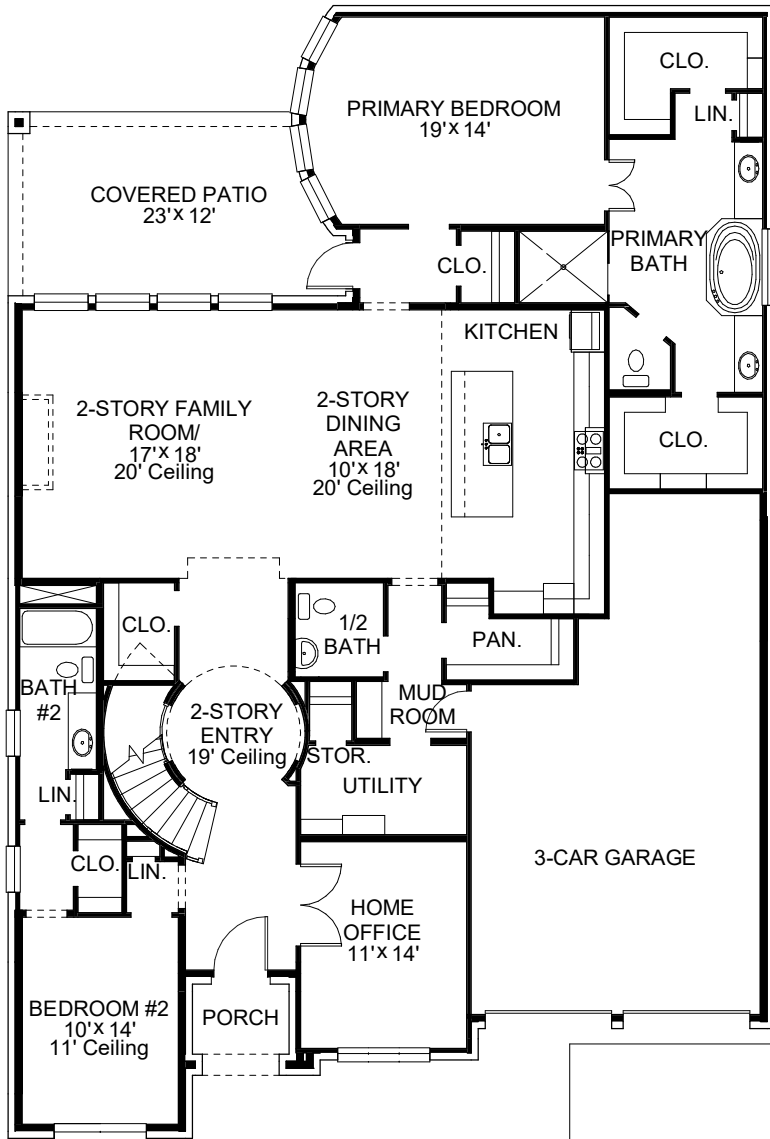 CLO.
PRIMARY BEDROOM
19' x 14'
LIN.
COVERED PATIO
23' x 12'
PRIMARY
BATH
CLO.
KITCHEN
2-STORY FAMILY
ROOM/
17' x 18'
20' Ceiling
2-STORY
DINING
AREA
10' x 18'
20' Ceiling
CLO.
CLO.
1/2
BATH
PAN.
BATH
#2
MUD
ROOM
2-STORY
ENTRY
19' Ceiling
STOR.
UTILITY
LIN.
CLO.
LIN.
3-CAR GARAGE
HOME
OFFICE
11' x 14'
BEDROOM #2
10' x 14'
11' Ceiling
PORCH